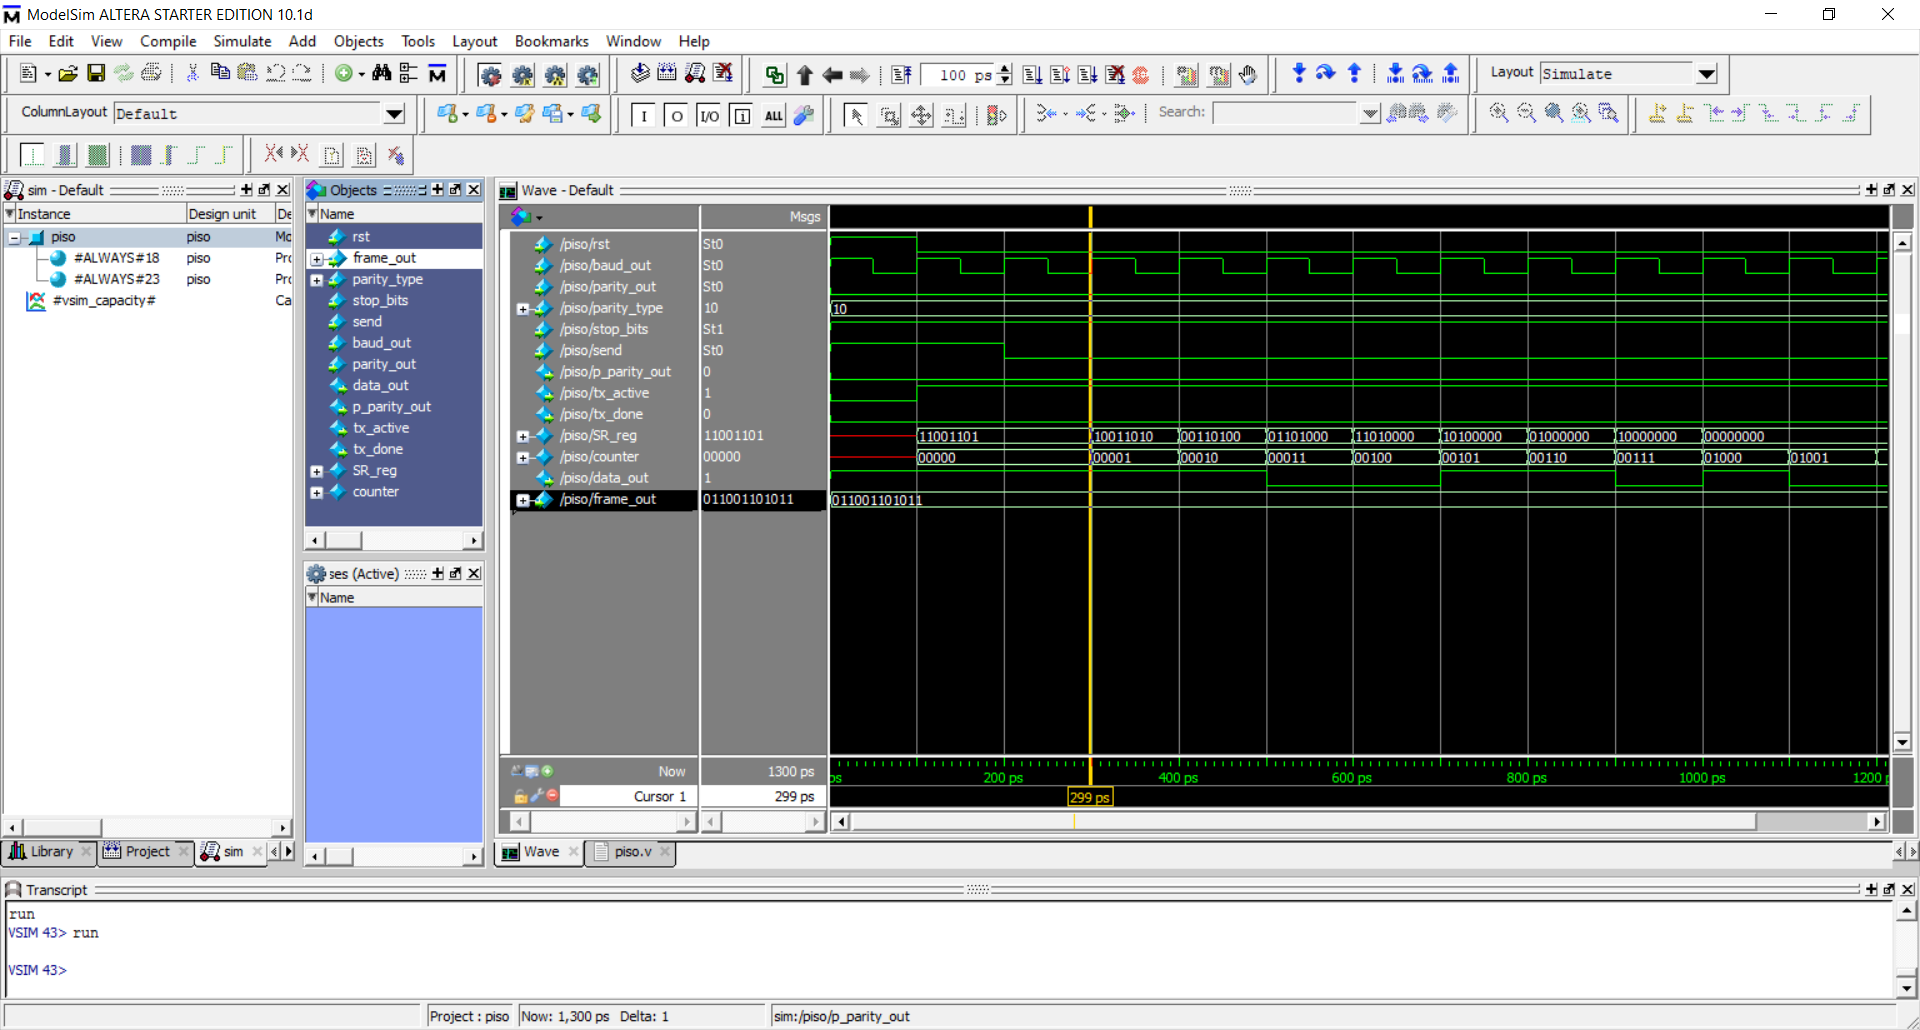 ModelSim ALTERA STARTER EDITION 10.1d
File Edit View Compile Simulate Add Objects Tools Layout Bookmarks Window Help
100 ps
Layout Simulate
ColumnLayout Default
I O I/O i ALL
Search:
sim - Default
Instance Design unit De
piso piso Mo
#ALWAYS#18 piso Pro
#ALWAYS#23 piso Pro
#vsim_capacity# Ca
Objects
Name
rst
frame_out
parity_type
stop_bits
send
baud_out
parity_out
data_out
p_parity_out
tx_active
tx_done
SR_reg
counter
ses (Active)
Name
Wave - Default
Msgs
/piso/rst St0
/piso/baud_out St0
/piso/parity_out St0
/piso/parity_type 10 10
/piso/stop_bits St1
/piso/send St0
/piso/p_parity_out 0
/piso/tx_active 1
/piso/tx_done 0
/piso/SR_reg 11001101 11001101 10011010 00110100 01101000 11010000 10100000 01000000 10000000 00000000
/piso/counter 00000 00000 00001 00010 00011 00100 00101 00110 00111 01000 01001
/piso/data_out 1
/piso/frame_out 011001101011 011001101011
Now 1300 ps ps 200 ps 400 ps 600 ps 800 ps 1000 ps 1200 p
Cursor 1 299 ps 299 ps
Library Project sim
Wave piso.v
Transcript
run
VSIM 43> run
VSIM 43>
Project : piso Now: 1,300 ps Delta: 1 sim:/piso/p_parity_out